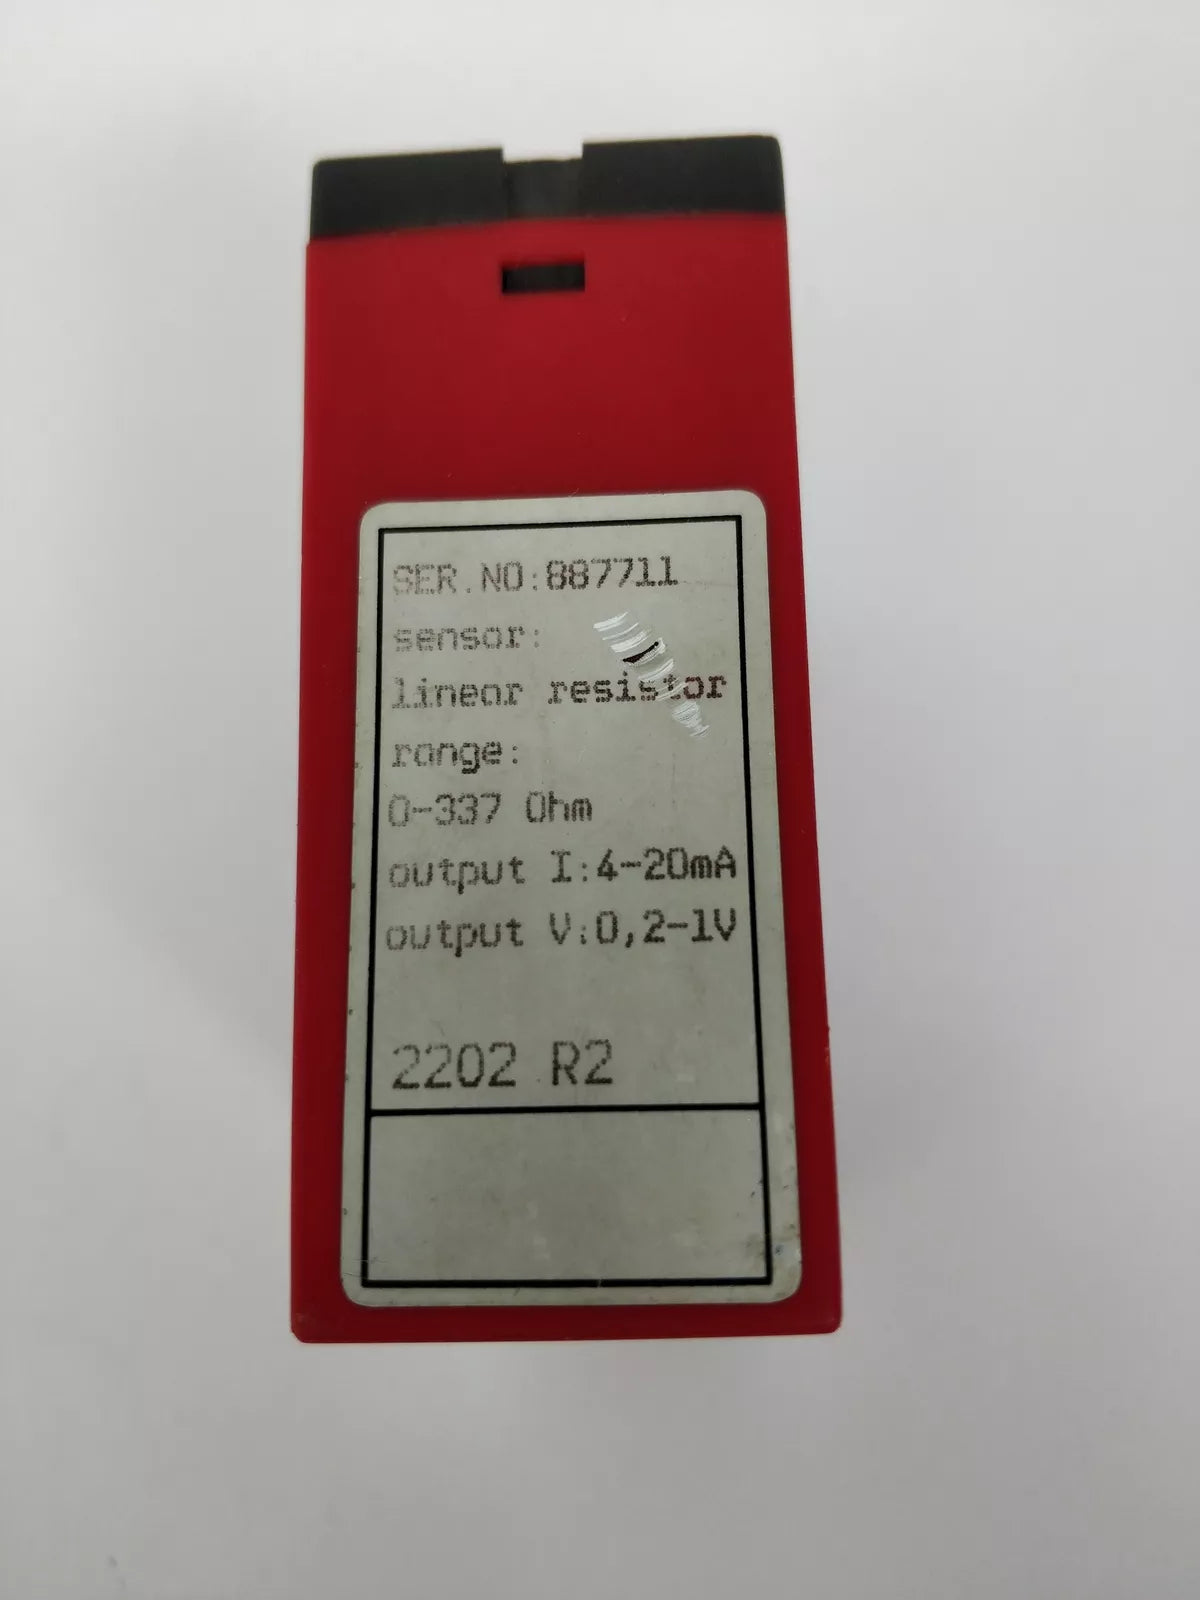 SER.NO:887711
sensor:
linear resistor
range:
0-337 Ohm
output I:4-20mA
output V:0,2-1V
2202 R2